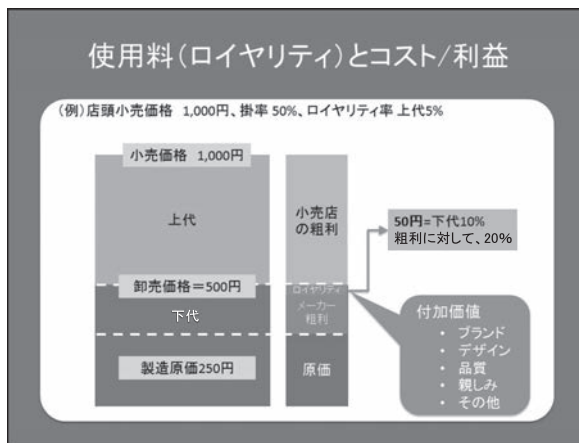 使用料（ロイヤリティ）とコスト/利益
（例）店頭小売価格 1,000円、掛率 50%、ロイヤリティ率 上代5%
小売価格 1,000円
上代
小売店
の粗利
50円=下代10%
粗利に対して、20%
卸売価格＝500円
ロイヤリティ
下代
メーカー
粗利
付加価値
• ブランド
• デザイン
• 品質
• 親しみ
• その他
製造原価250円
原価